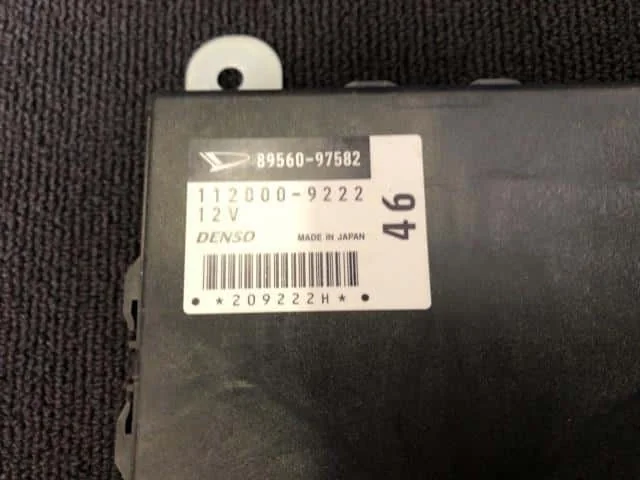 89560-97582
112000-9222
12V
DENSO MADE IN JAPAN
46
*209222H*